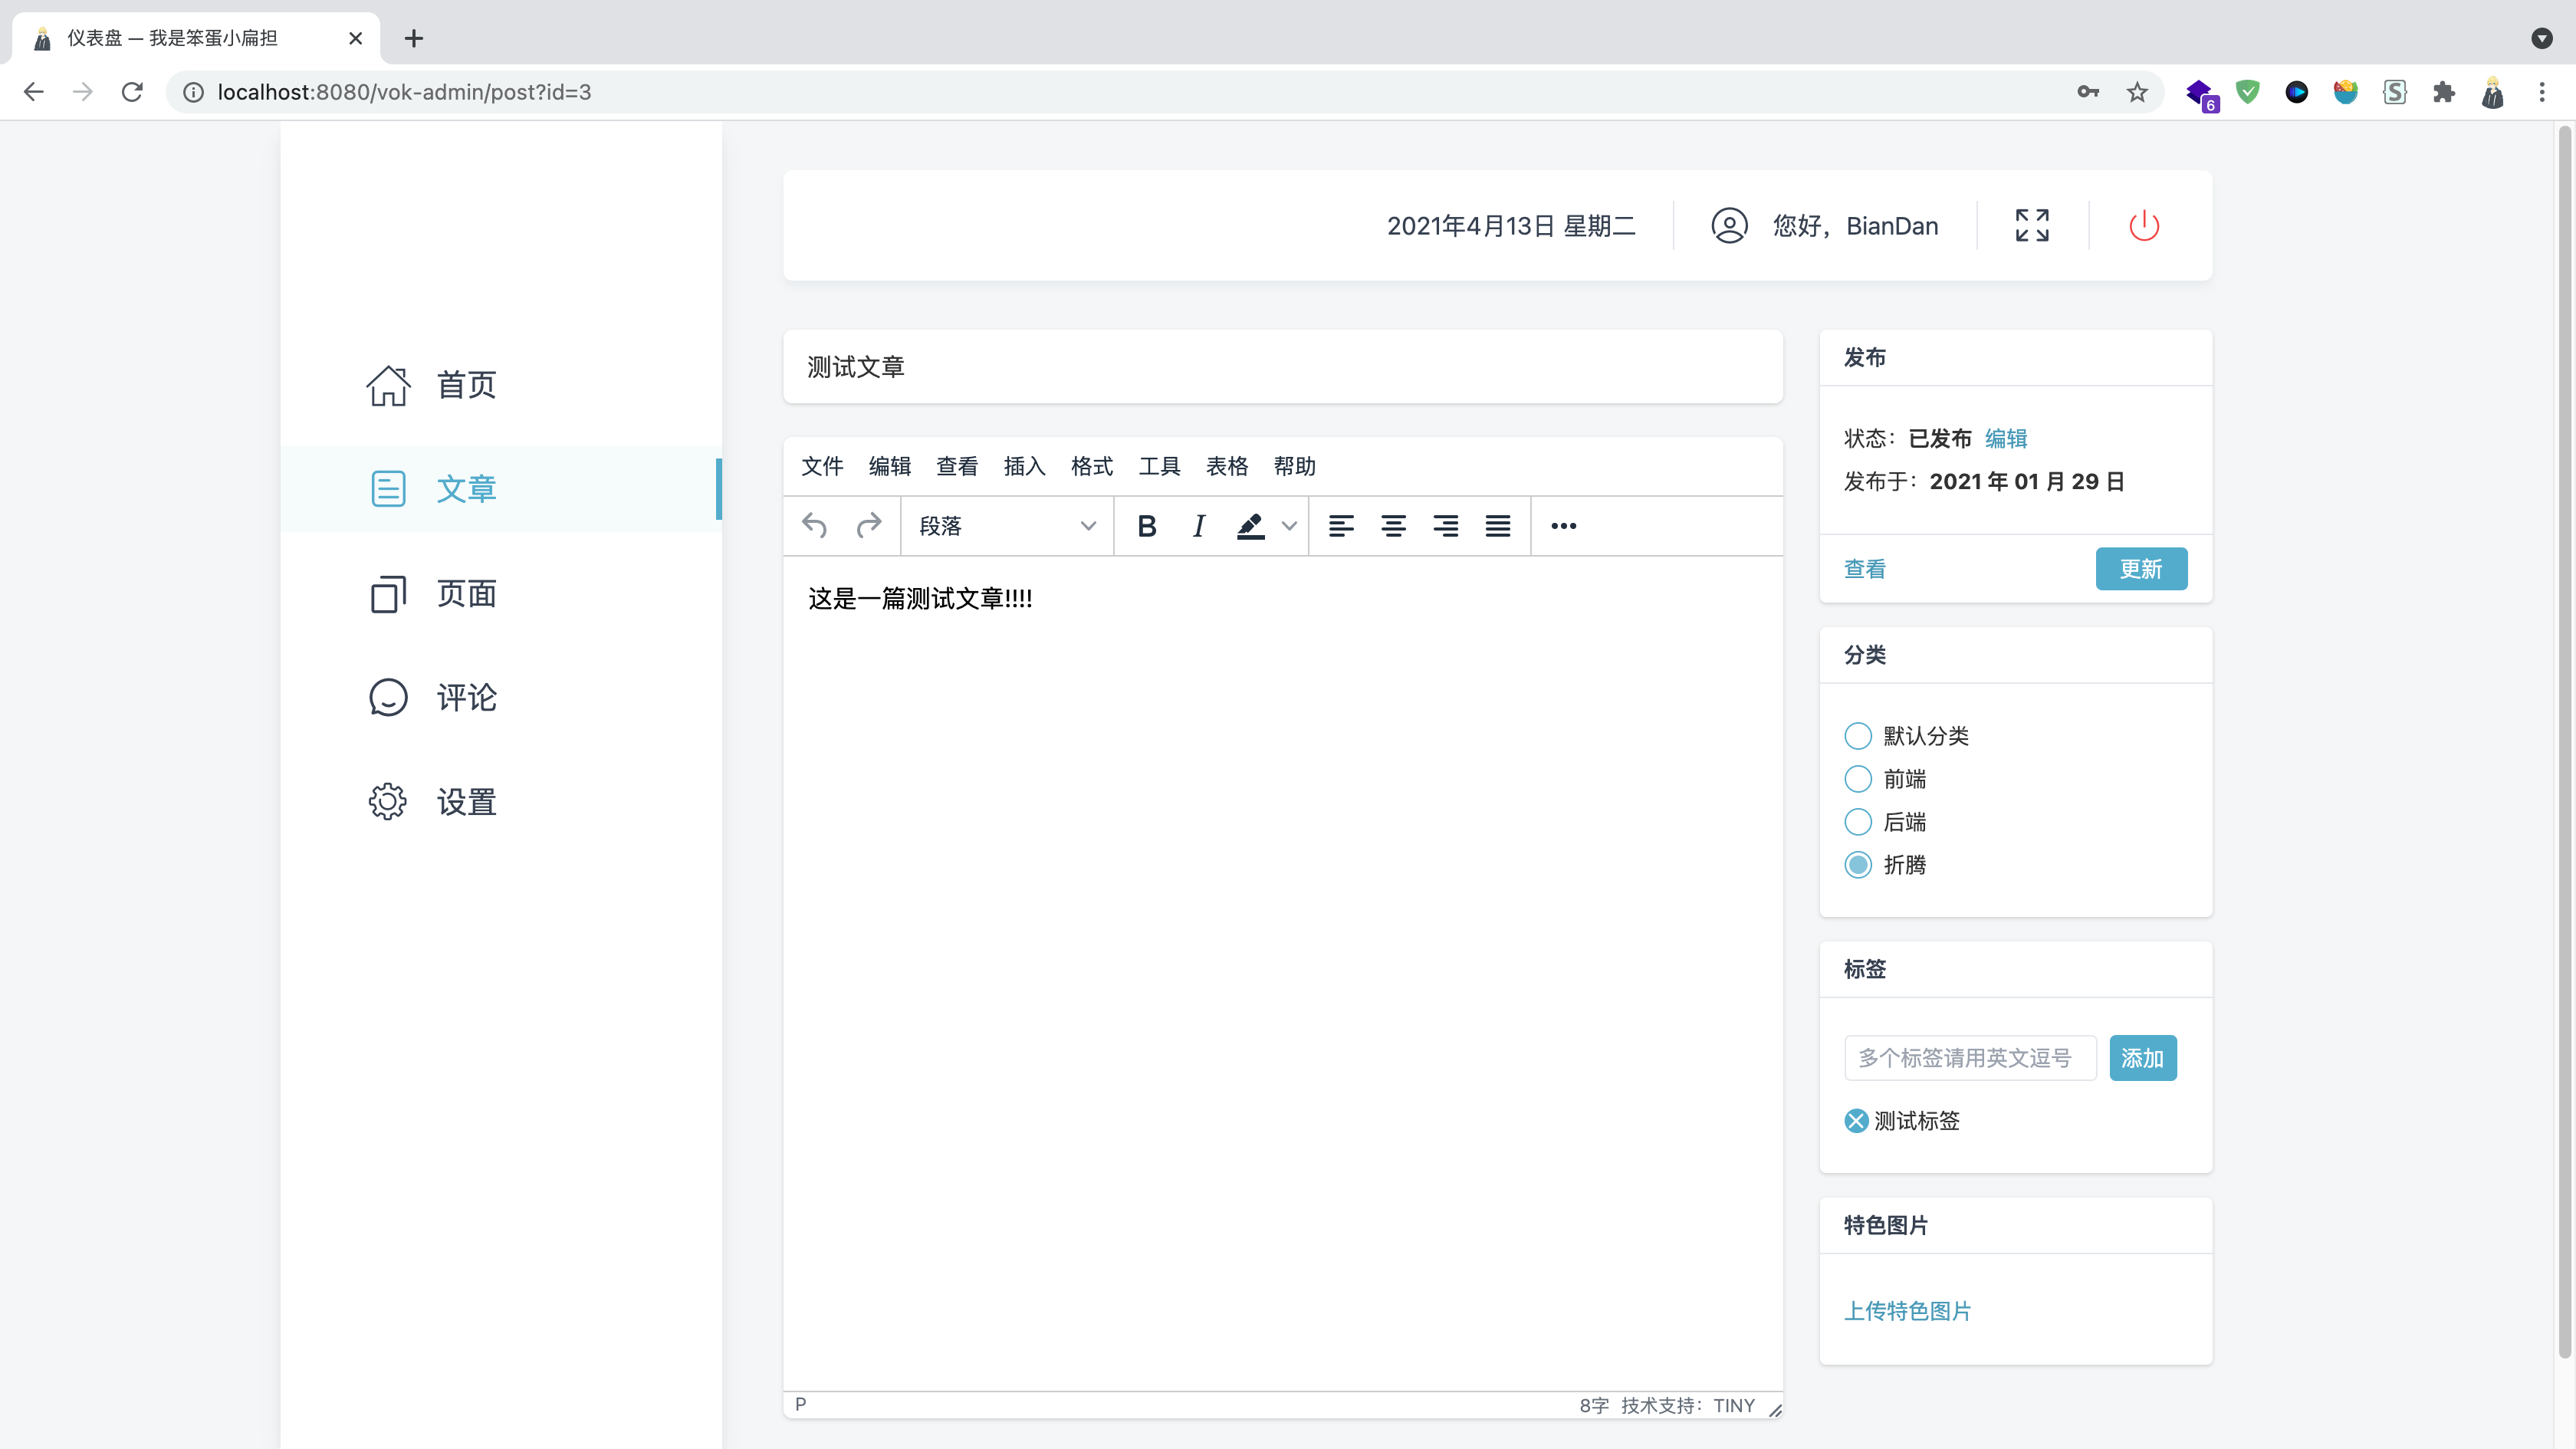 仪表盘 — 我是笨蛋小扁担
localhost:8080/vok-admin/post?id=3
6
2021年4月13日 星期二
您好，BianDan
首页
文章
页面
评论
设置
测试文章
文件 编辑 查看 插入 格式 工具 表格 帮助
段落 B I
这是一篇测试文章!!!!
P
8字 技术支持：TINY
发布
状态：已发布 编辑
发布于：2021 年 01 月 29 日
查看 更新
分类
默认分类
前端
后端
折腾
标签
多个标签请用英文逗号 添加
测试标签
特色图片
上传特色图片